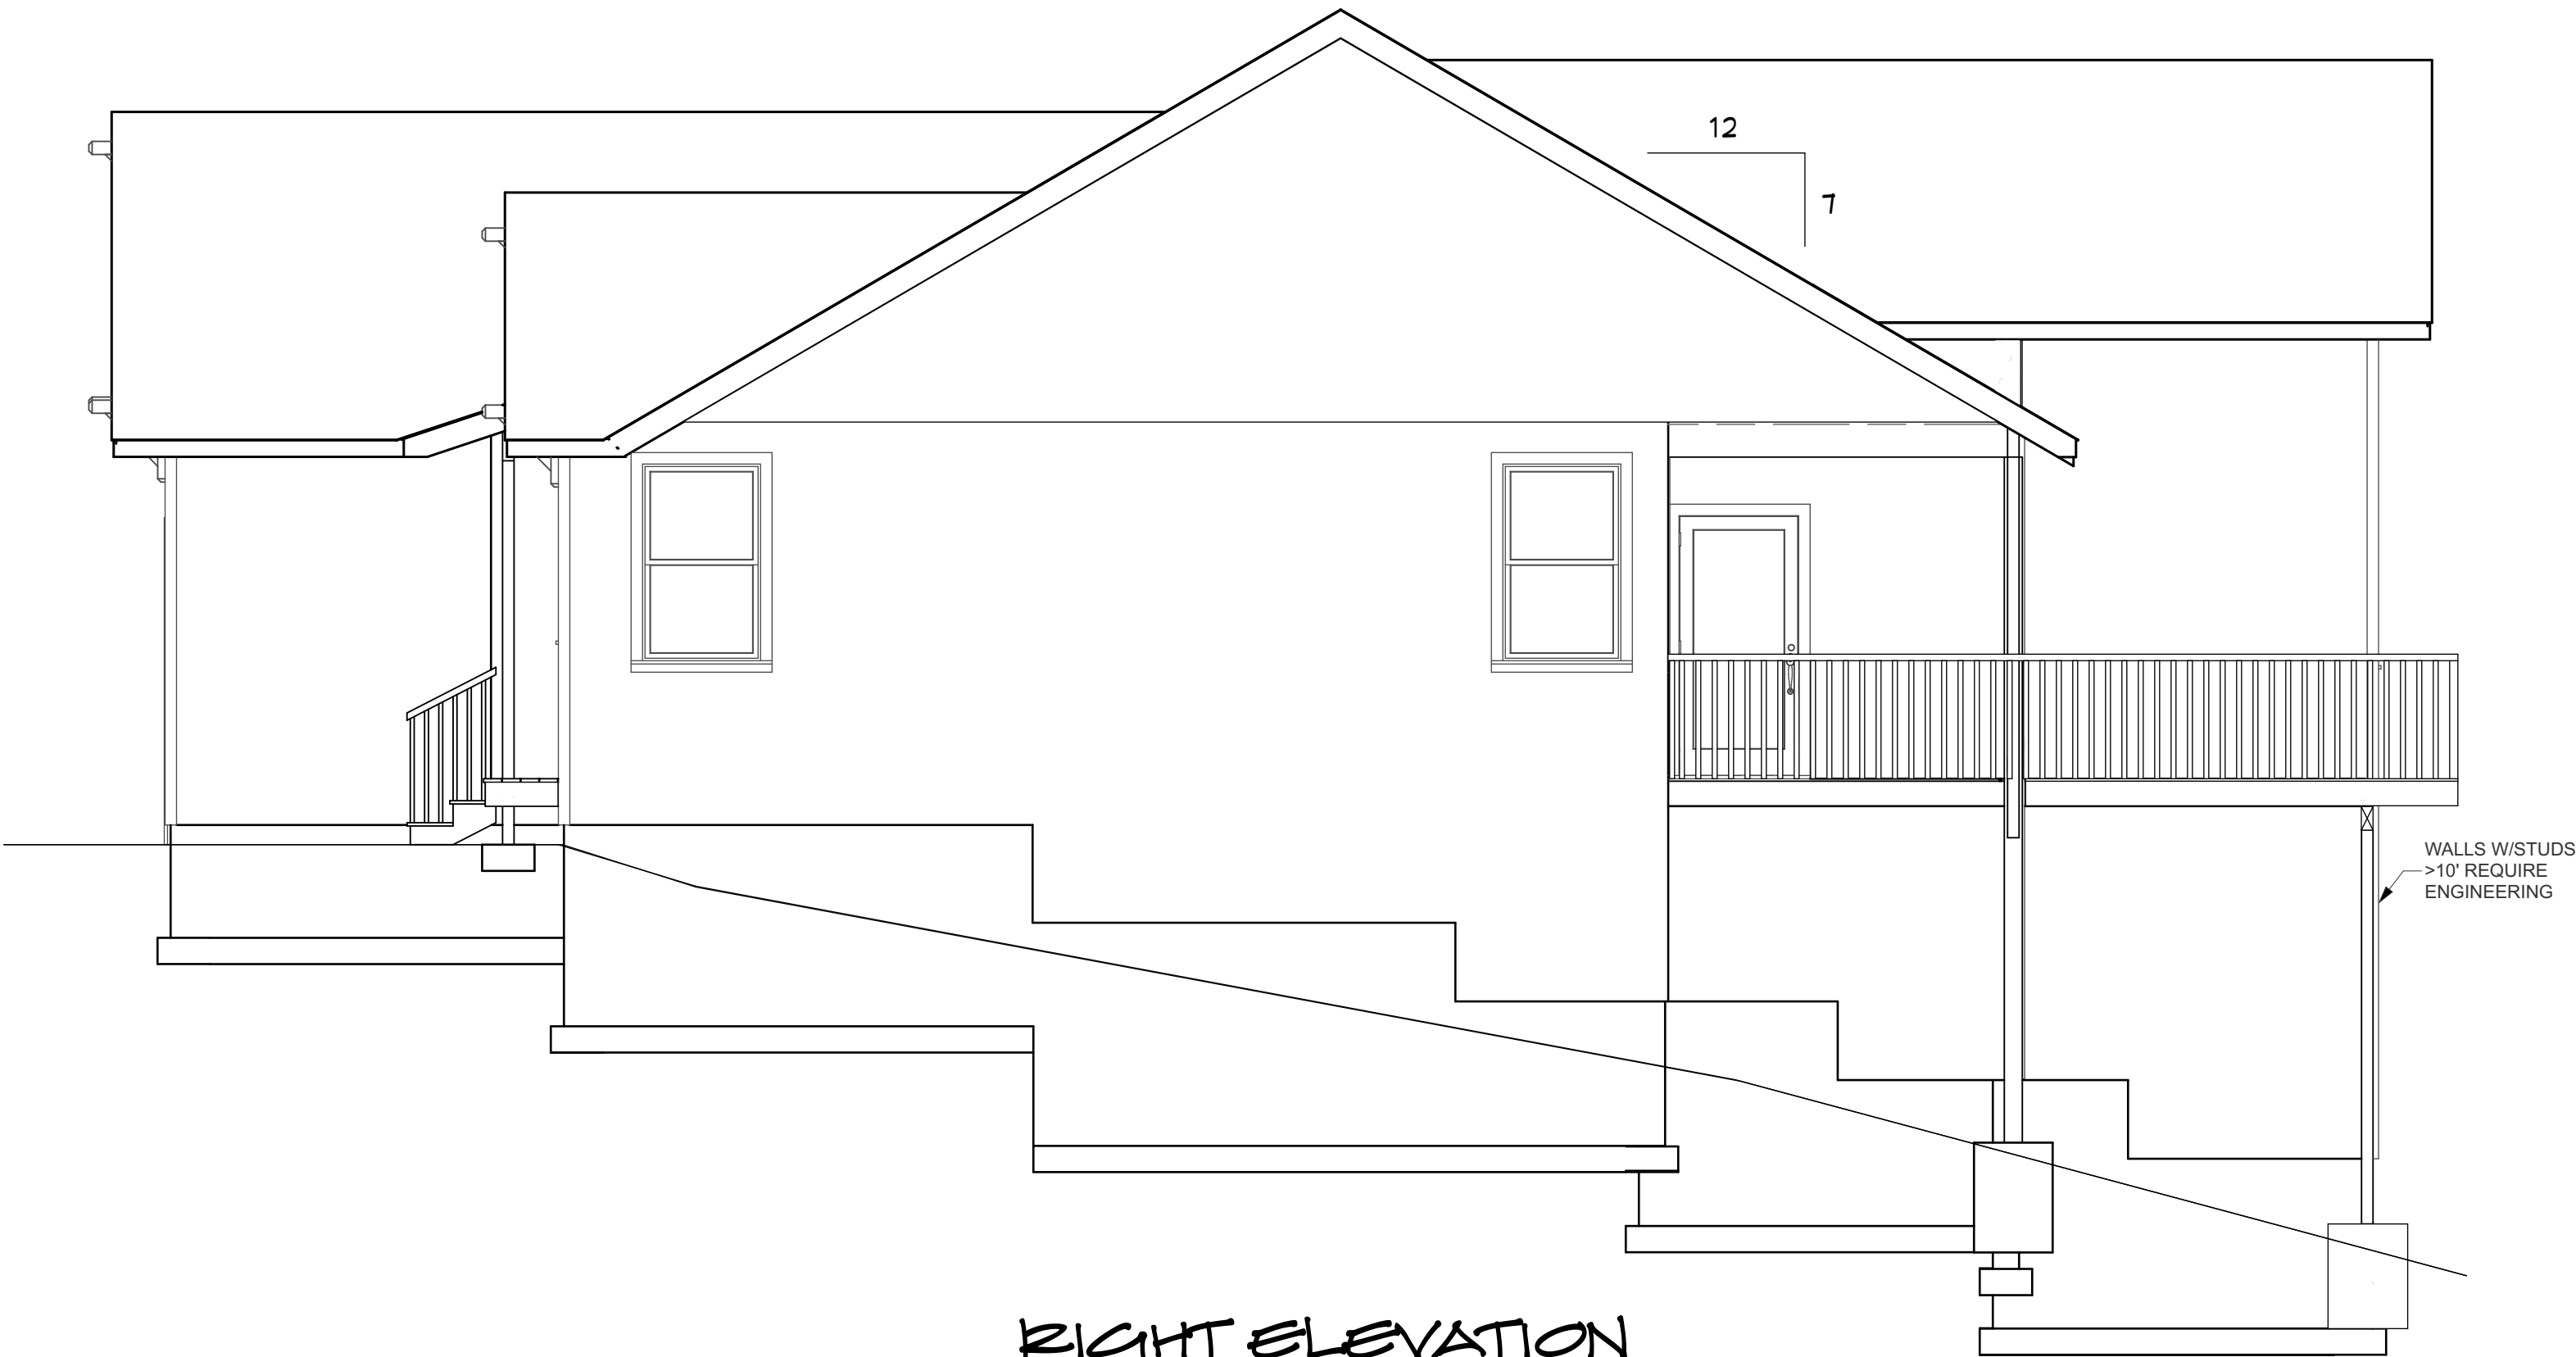 12
7
WALLS W/STUDS
>10' REQUIRE
ENGINEERING
RIGHT ELEVATION